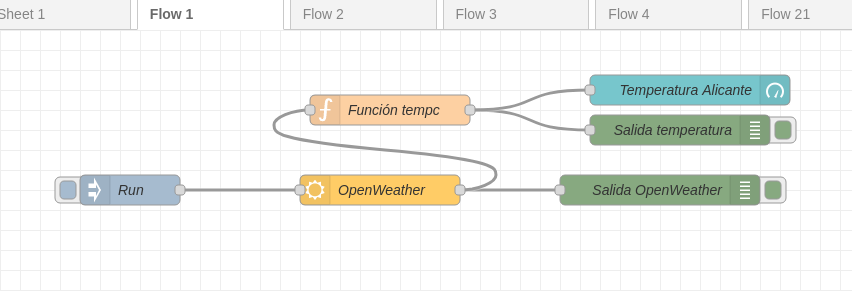 Sheet 1
Flow 1
Flow 2
Flow 3
Flow 4
Flow 21
Función tempc
Temperatura Alicante
Salida temperatura
Run
OpenWeather
Salida OpenWeather